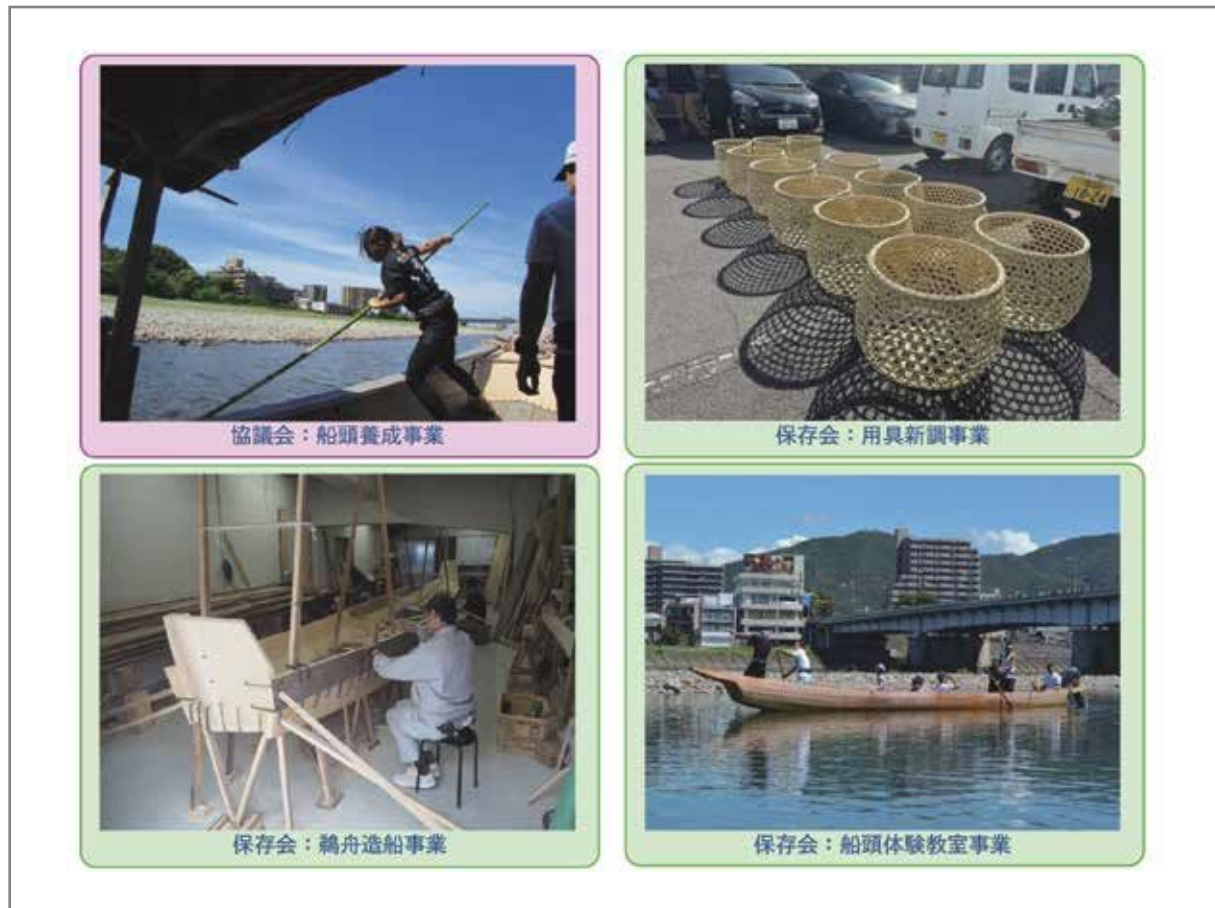 協議会：船頭養成事業
保存会：用具新調事業
保存会：鵜舟造船事業
保存会：船頭体験教室事業